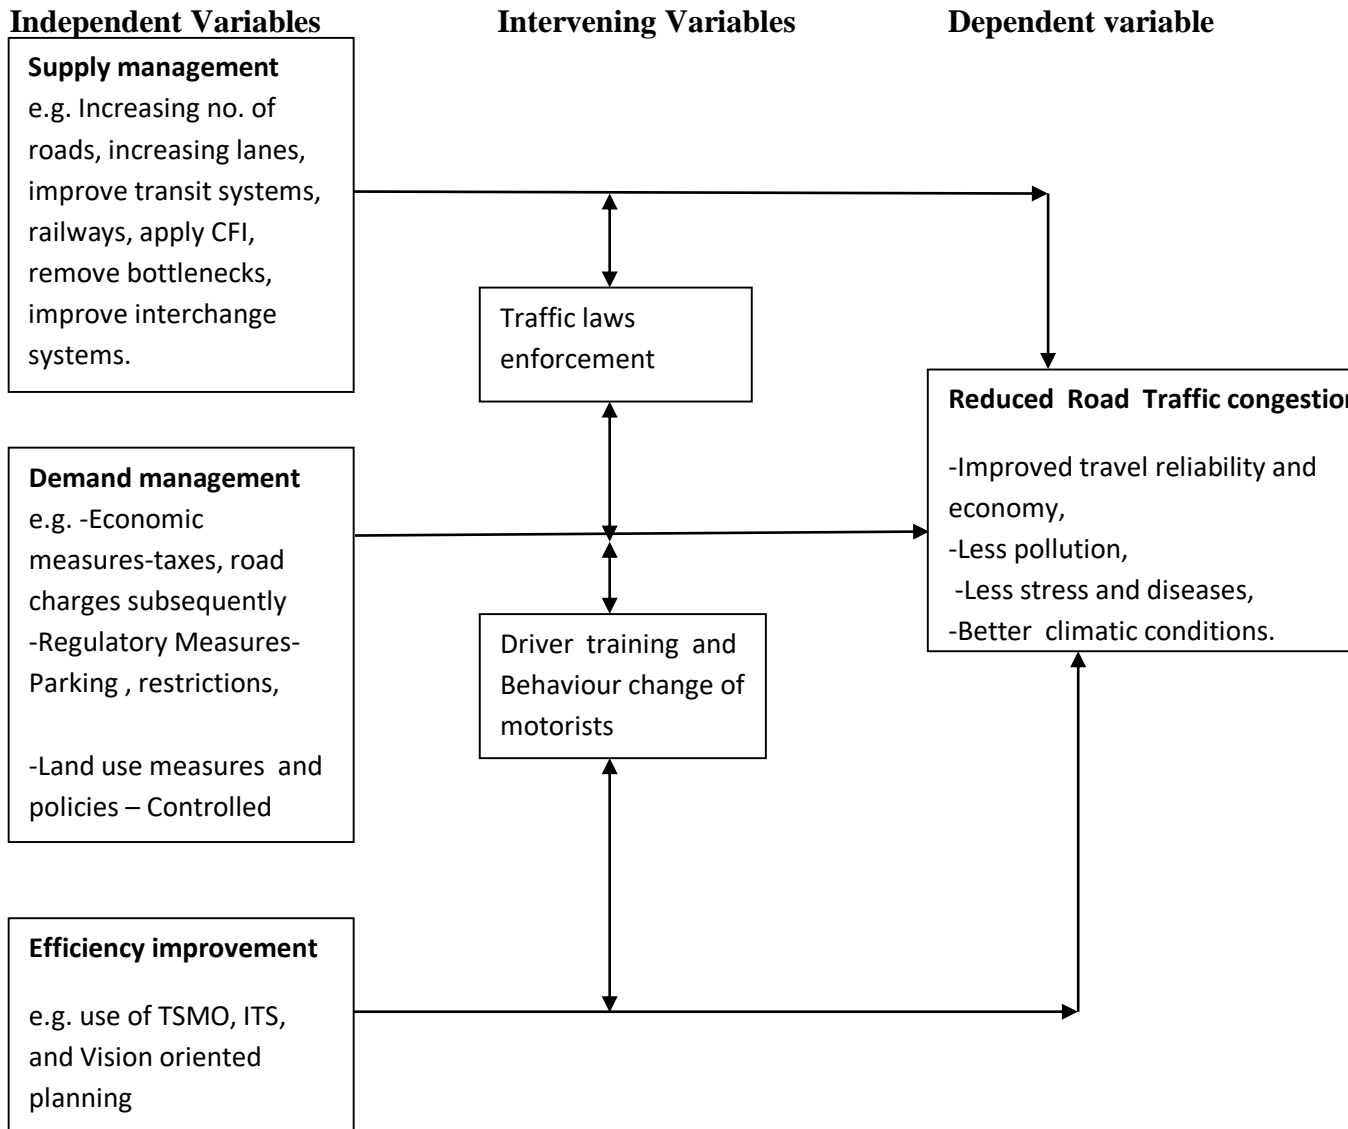 Independent Variables
Intervening Variables
Dependent variable
Supply management
e.g. Increasing no. of
roads, increasing lanes,
improve transit systems,
railways, apply CFI,
remove bottlenecks,
improve interchange
systems.
Traffic laws
enforcement
Demand management
e.g. -Economic
measures-taxes, road
charges subsequently
-Regulatory Measures-
Parking , restrictions,
-Land use measures and
policies – Controlled
Driver training and
Behaviour change of
motorists
Reduced Road Traffic congestion
-Improved travel reliability and
economy,
-Less pollution,
-Less stress and diseases,
-Better climatic conditions.
Efficiency improvement
e.g. use of TSMO, ITS,
and Vision oriented
planning